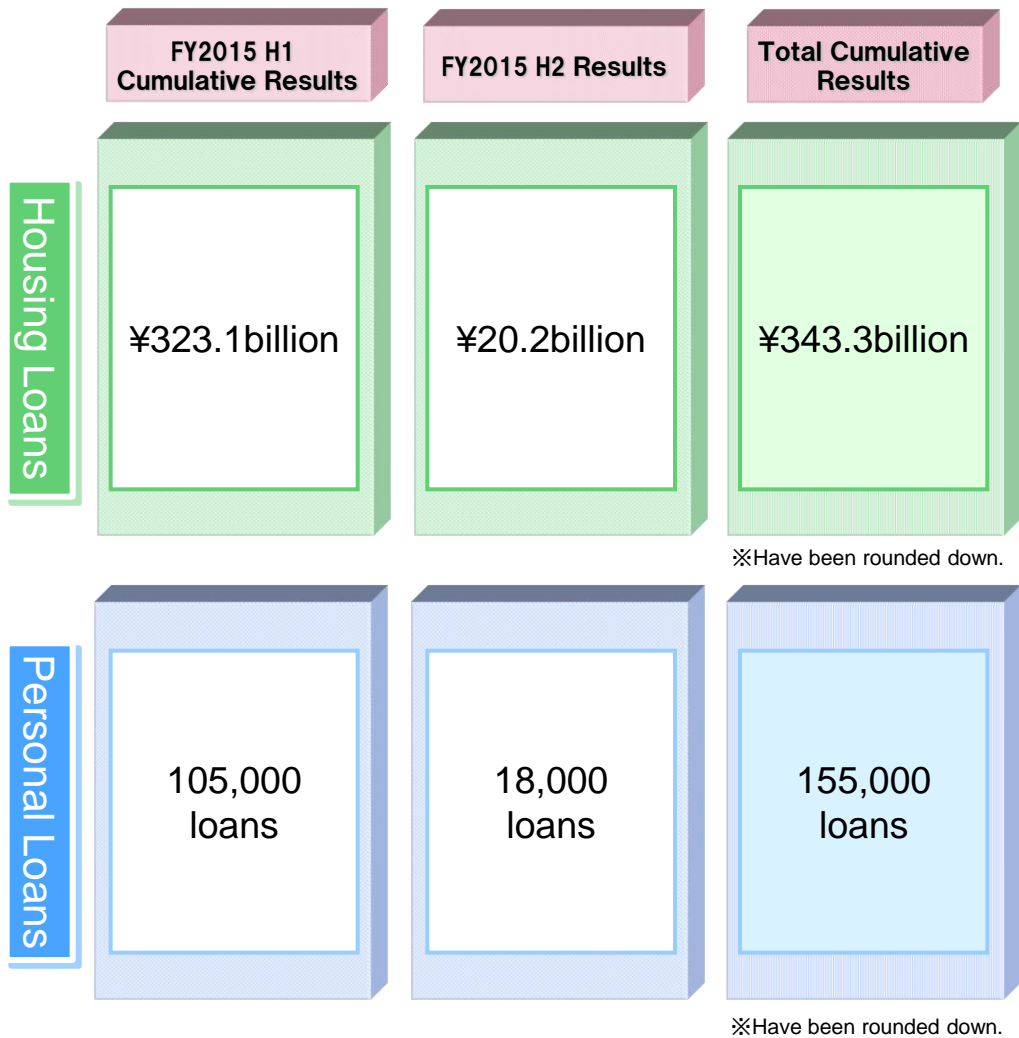 FY2015 H1
Cumulative Results
FY2015 H2 Results
Total Cumulative
Results
Housing Loans
¥323.1billion
¥20.2billion
¥343.3billion
※Have been rounded down.
Personal Loans
105,000
loans
18,000
loans
155,000
loans
※Have been rounded down.